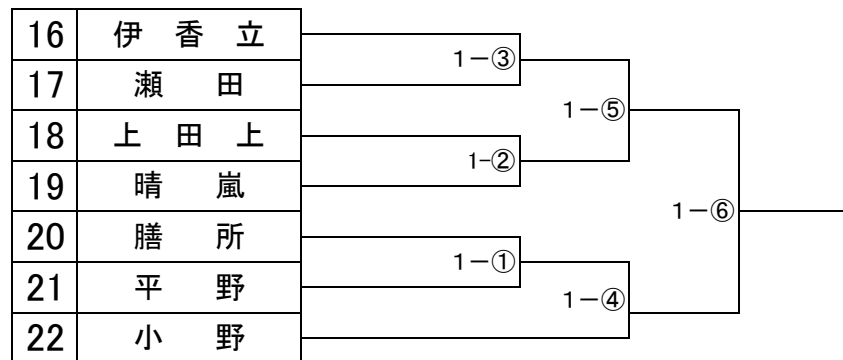 16 伊香立
17 瀬田
18 上田上
19 晴嵐
20 膳所
21 平野
22 小野
1－③
1－⑤
1-②
1－⑥
1－①
1－④